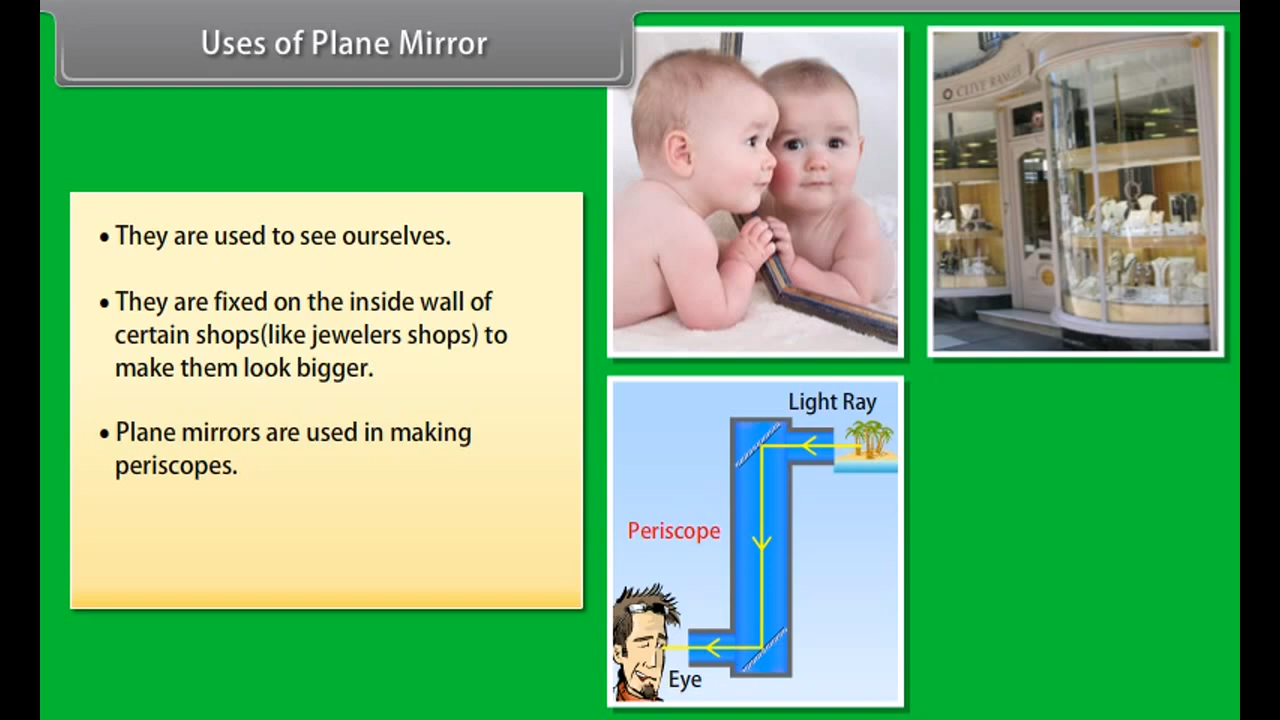 Uses of Plane Mirror
• They are used to see ourselves.
• They are fixed on the inside wall of
certain shops(like jewelers shops) to
make them look bigger.
• Plane mirrors are used in making
periscopes.
CLIVE RANGER
Light Ray
Periscope
Eye